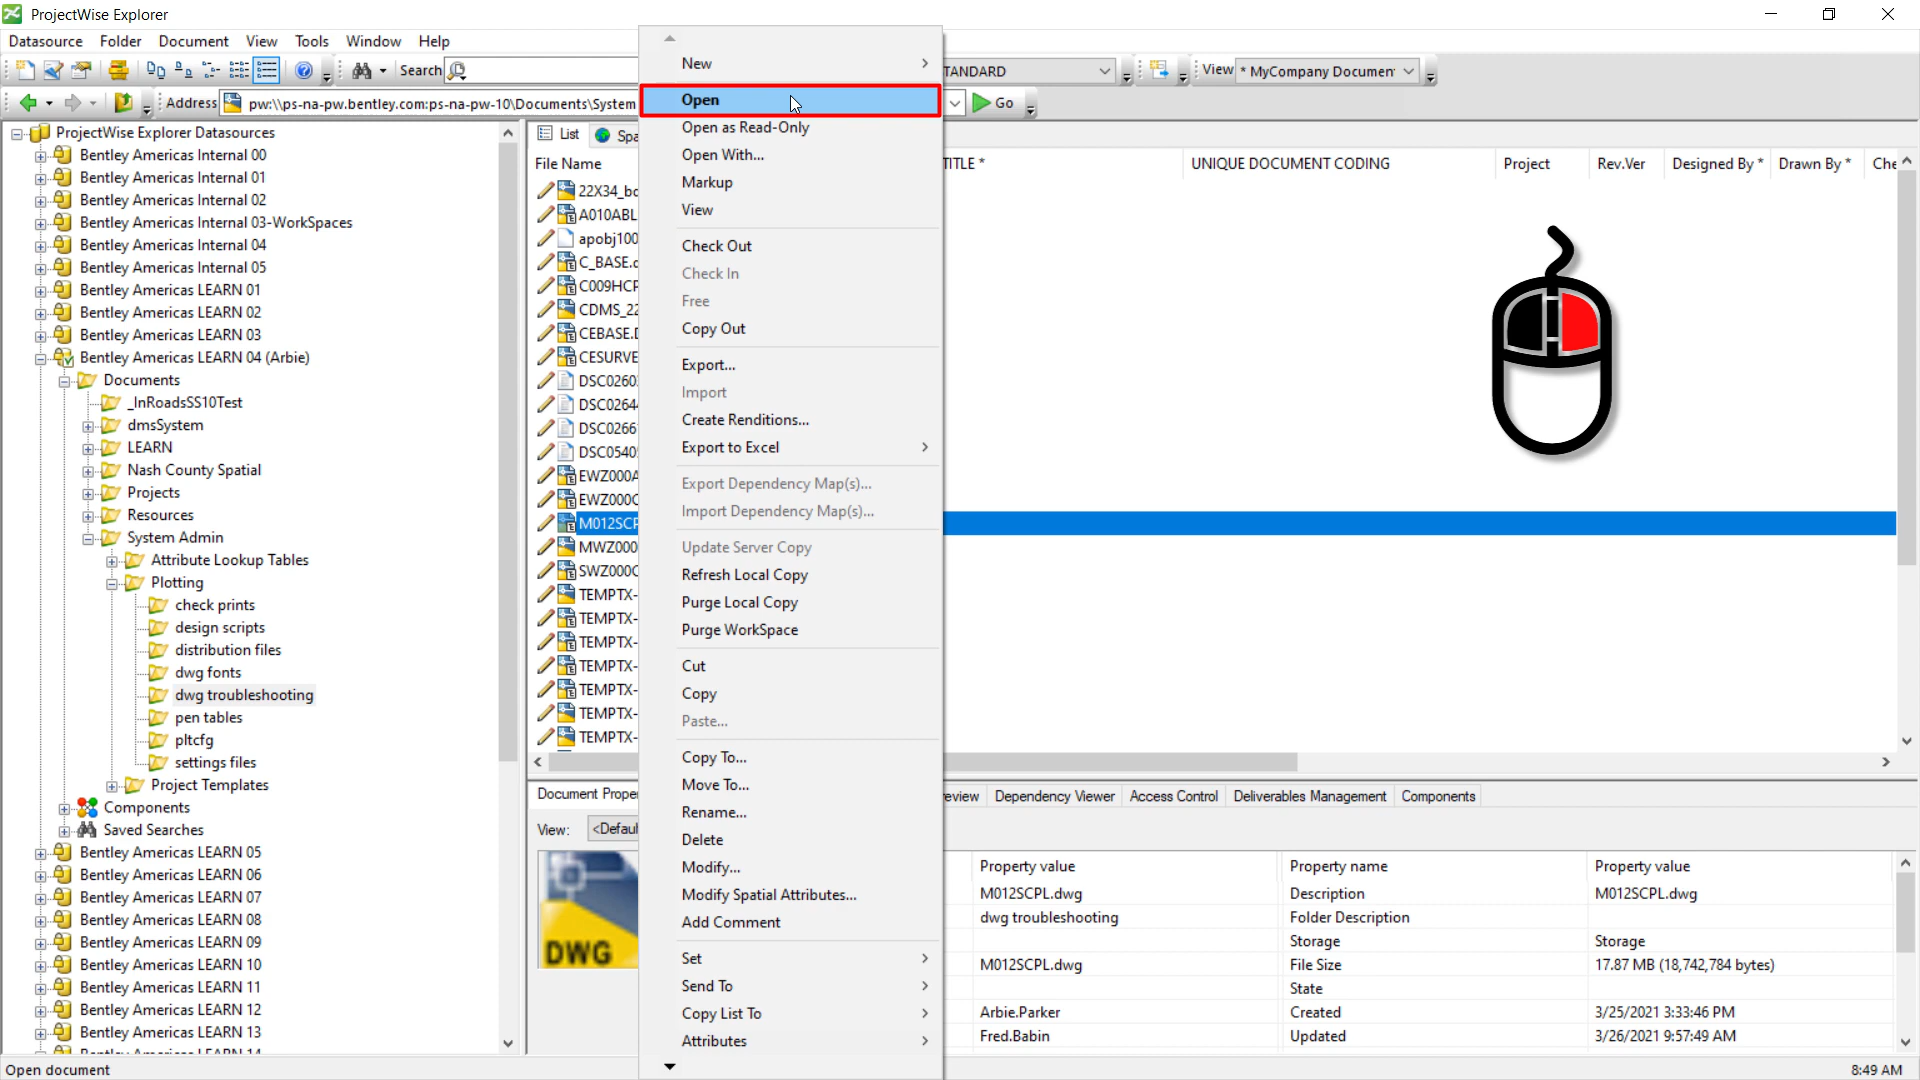 ProjectWise Explorer
Datasource Folder Document View Tools Window Help
Search TANDARD View * MyCompany Documen
Address pw:\\ps-na-pw.bentley.com:ps-na-pw-10\Documents\System Go
ProjectWise Explorer Datasources
Bentley Americas Internal 00
Bentley Americas Internal 01
Bentley Americas Internal 02
Bentley Americas Internal 03-WorkSpaces
Bentley Americas Internal 04
Bentley Americas Internal 05
Bentley Americas LEARN 01
Bentley Americas LEARN 02
Bentley Americas LEARN 03
Bentley Americas LEARN 04 (Arbie)
Documents
_InRoadsSS10Test
dmsSystem
LEARN
Nash County Spatial
Projects
Resources
System Admin
Attribute Lookup Tables
Plotting
check prints
design scripts
distribution files
dwg fonts
dwg troubleshooting
pen tables
pltcfg
settings files
Project Templates
Components
Saved Searches
Bentley Americas LEARN 05
Bentley Americas LEARN 06
Bentley Americas LEARN 07
Bentley Americas LEARN 08
Bentley Americas LEARN 09
Bentley Americas LEARN 10
Bentley Americas LEARN 11
Bentley Americas LEARN 12
Bentley Americas LEARN 13
List Spa
File Name TITLE * UNIQUE DOCUMENT CODING Project Rev.Ver Designed By * Drawn By * Che
22X34_bo
A010ABL
apobj100
C_BASE.d
C009HCP
CDMS_22
CEBASE.D
CESURVE
DSC0260
DSC0264
DSC0266
DSC0540
EWZ000A
EWZ000C
M012SCP
MWZ000
SWZ000C
TEMPTX-
TEMPTX-
TEMPTX-
TEMPTX-
TEMPTX-
TEMPTX-
TEMPTX-
New
Open
Open as Read-Only
Open With...
Markup
View
Check Out
Check In
Free
Copy Out
Export...
Import
Create Renditions...
Export to Excel
Export Dependency Map(s)...
Import Dependency Map(s)...
Update Server Copy
Refresh Local Copy
Purge Local Copy
Purge WorkSpace
Cut
Copy
Paste...
Copy To...
Move To...
Rename...
Delete
Modify...
Modify Spatial Attributes...
Add Comment
Set
Send To
Copy List To
Attributes
Document Proper eview Dependency Viewer Access Control Deliverables Management Components
View: <Defaul
DWG
Property value Property name Property value
M012SCPL.dwg Description M012SCPL.dwg
dwg troubleshooting Folder Description
Storage Storage
M012SCPL.dwg File Size 17.87 MB (18,742,784 bytes)
State
Arbie.Parker Created 3/25/2021 3:33:46 PM
Fred.Babin Updated 3/26/2021 9:57:49 AM
Open document 8:49 AM